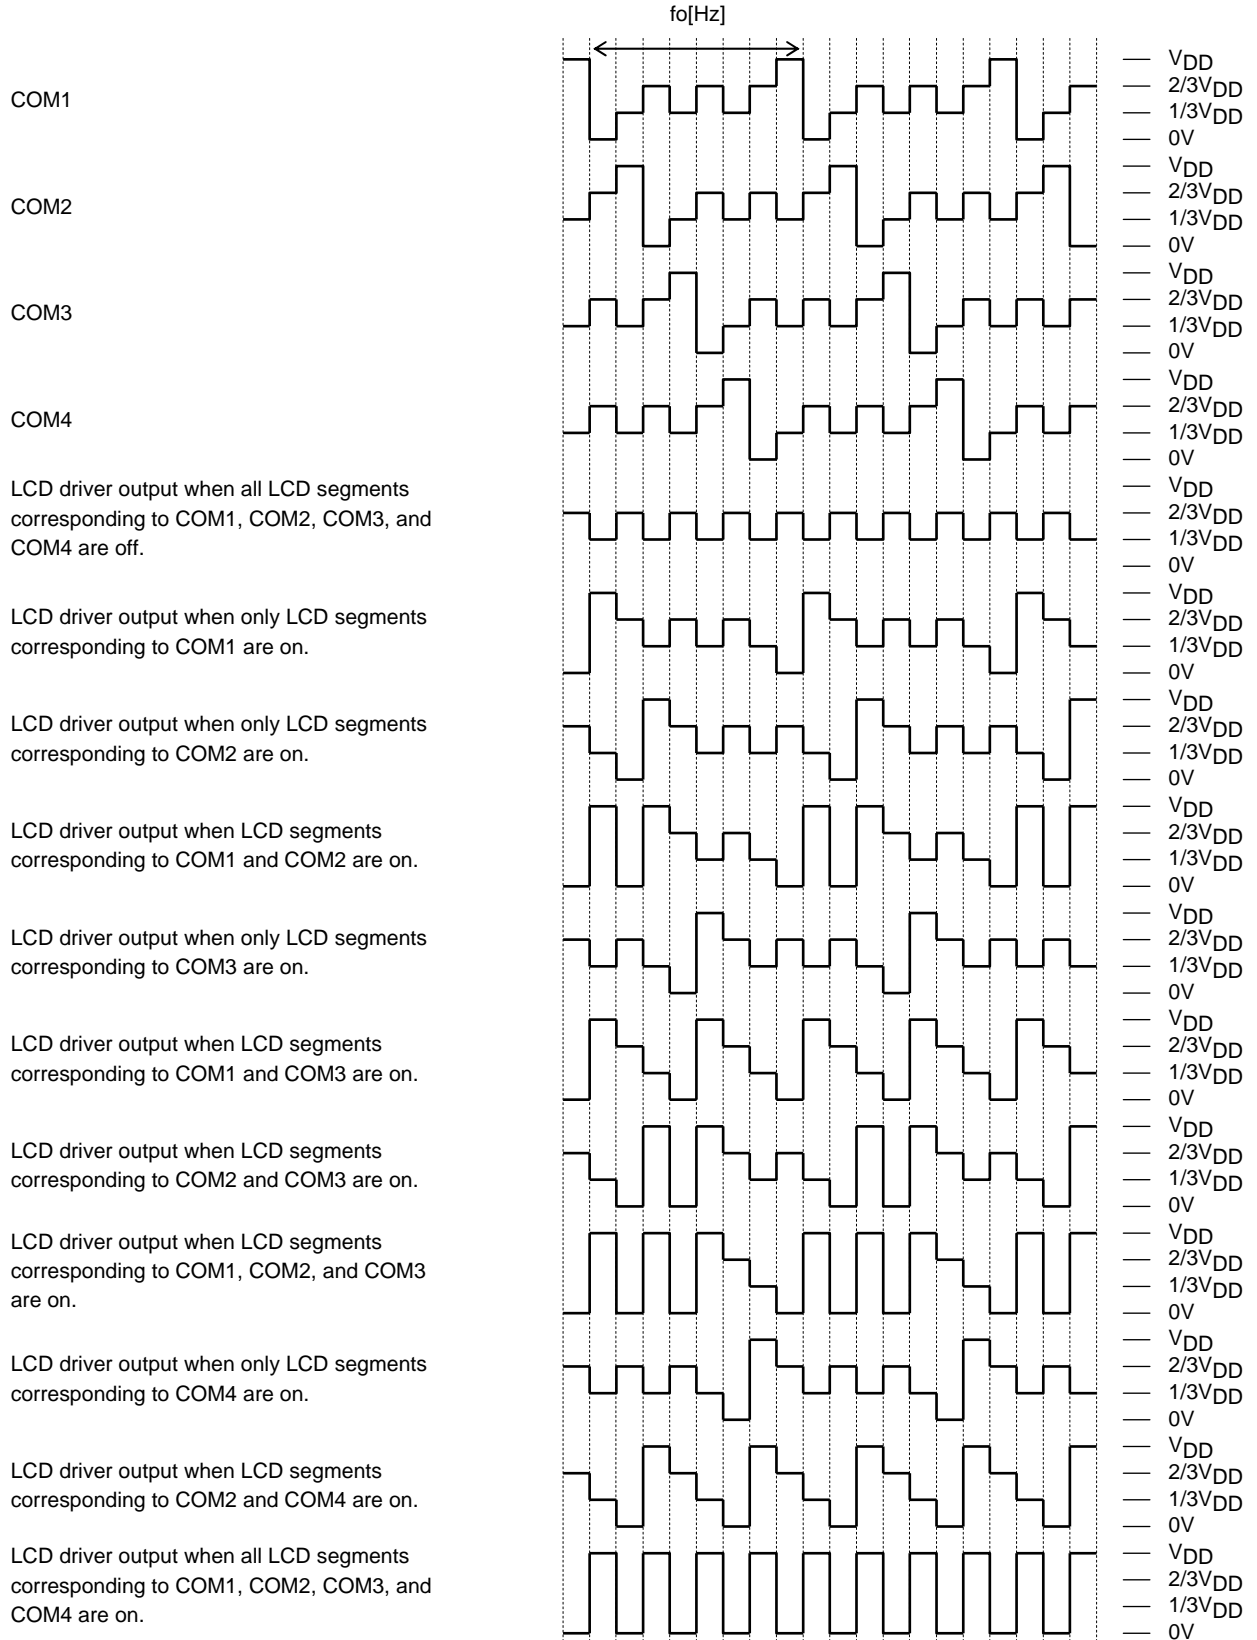 fo[Hz]
COM1
VDD
2/3VDD
1/3VDD
0V
COM2
VDD
2/3VDD
1/3VDD
0V
COM3
VDD
2/3VDD
1/3VDD
0V
COM4
VDD
2/3VDD
1/3VDD
0V
LCD driver output when all LCD segments
corresponding to COM1, COM2, COM3, and
COM4 are off.
VDD
2/3VDD
1/3VDD
0V
LCD driver output when only LCD segments
corresponding to COM1 are on.
VDD
2/3VDD
1/3VDD
0V
LCD driver output when only LCD segments
corresponding to COM2 are on.
VDD
2/3VDD
1/3VDD
0V
LCD driver output when LCD segments
corresponding to COM1 and COM2 are on.
VDD
2/3VDD
1/3VDD
0V
LCD driver output when only LCD segments
corresponding to COM3 are on.
VDD
2/3VDD
1/3VDD
0V
LCD driver output when LCD segments
corresponding to COM1 and COM3 are on.
VDD
2/3VDD
1/3VDD
0V
LCD driver output when LCD segments
corresponding to COM2 and COM3 are on.
VDD
2/3VDD
1/3VDD
0V
LCD driver output when LCD segments
corresponding to COM1, COM2, and COM3
are on.
VDD
2/3VDD
1/3VDD
0V
LCD driver output when only LCD segments
corresponding to COM4 are on.
VDD
2/3VDD
1/3VDD
0V
LCD driver output when LCD segments
corresponding to COM2 and COM4 are on.
VDD
2/3VDD
1/3VDD
0V
LCD driver output when all LCD segments
corresponding to COM1, COM2, COM3, and
COM4 are on.
VDD
2/3VDD
1/3VDD
0V